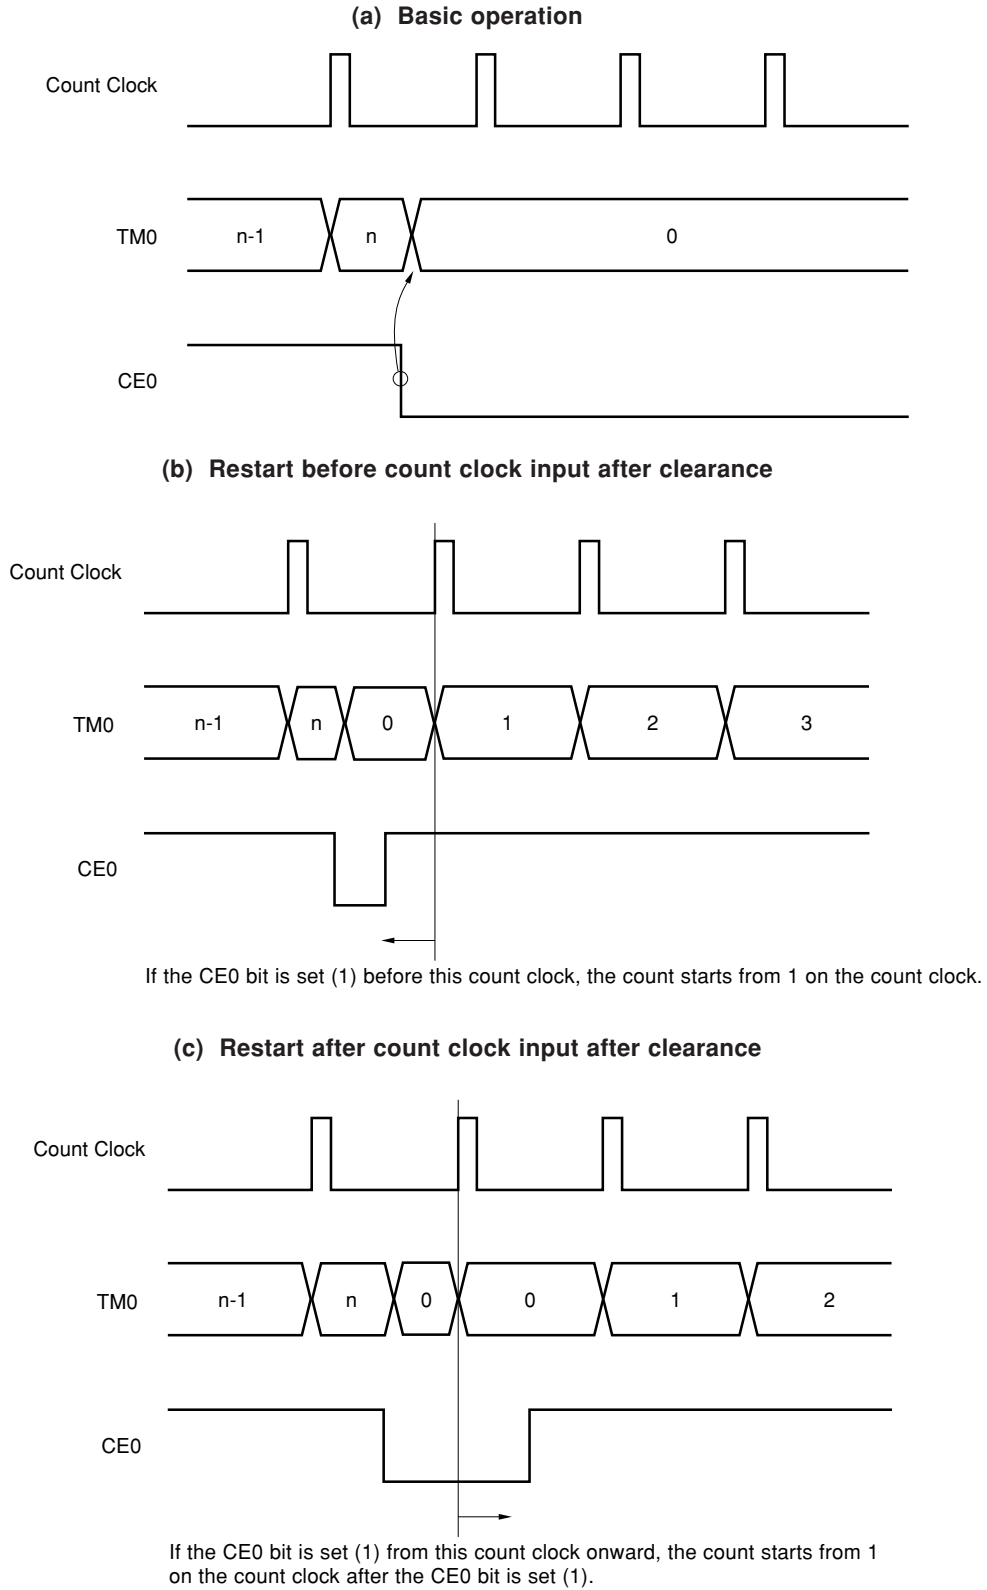 (a) Basic operation
Count Clock
TM0
n-1
n
0
CE0
(b) Restart before count clock input after clearance
Count Clock
TM0
n-1
n
0
1
2
3
CE0
If the CE0 bit is set (1) before this count clock, the count starts from 1 on the count clock.
(c) Restart after count clock input after clearance
Count Clock
TM0
n-1
n
0
0
1
2
CE0
If the CE0 bit is set (1) from this count clock onward, the count starts from 1
on the count clock after the CE0 bit is set (1).